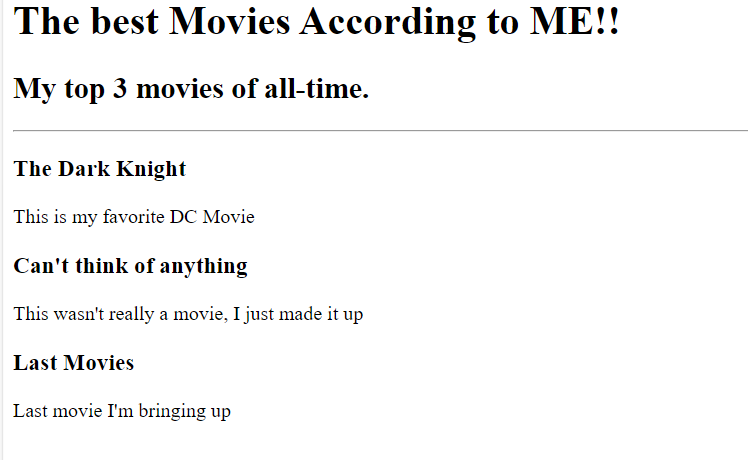 The best Movies According to ME!!
My top 3 movies of all-time.
The Dark Knight
This is my favorite DC Movie
Can't think of anything
This wasn't really a movie, I just made it up
Last Movies
Last movie I'm bringing up